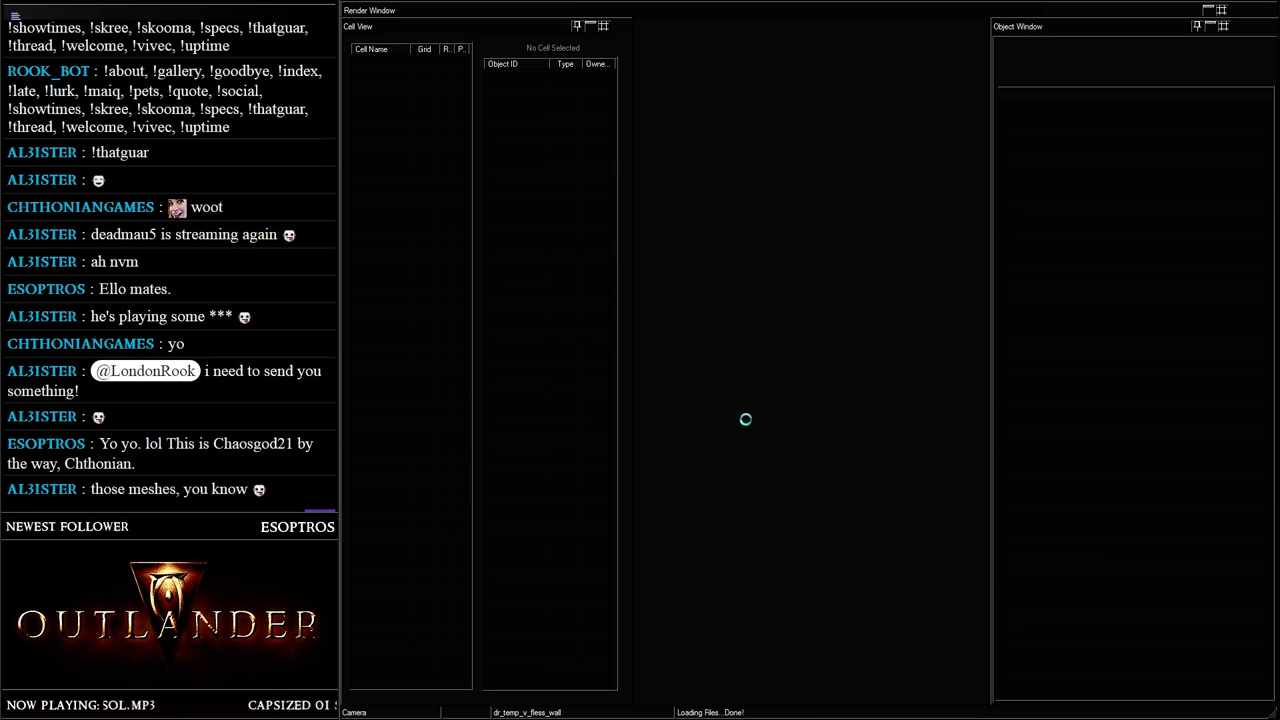 !showtimes, !skree, !skooma, !specs, !thatguar,
!thread, !welcome, !vivec, !uptime
ROOK_BOT : !about, !gallery, !goodbye, !index,
!late, !lurk, !maiq, !pets, !quote, !social,
!showtimes, !skree, !skooma, !specs, !thatguar,
!thread, !welcome, !vivec, !uptime
AL3ISTER : !thatguar
AL3ISTER :
CHTHONIANGAMES : woot
AL3ISTER : deadmau5 is streaming again
AL3ISTER : ah nvm
ESOPTROS : Ello mates.
AL3ISTER : he's playing some ***
CHTHONIANGAMES : yo
AL3ISTER : @LondonRook i need to send you
something!
AL3ISTER :
ESOPTROS : Yo yo. lol This is Chaosgod21 by
the way, Chthonian.
AL3ISTER : those meshes, you know
NEWEST FOLLOWER ESOPTROS
OUTLANDER
NOW PLAYING: SOL.MP3 CAPSIZED 01 S
Render Window
Cell View
Cell Name Grid R.. P..
No Cell Selected
Object ID Type Owne...
Object Window
Camera dr_temp_v_fless_wall Loading Files...Done!